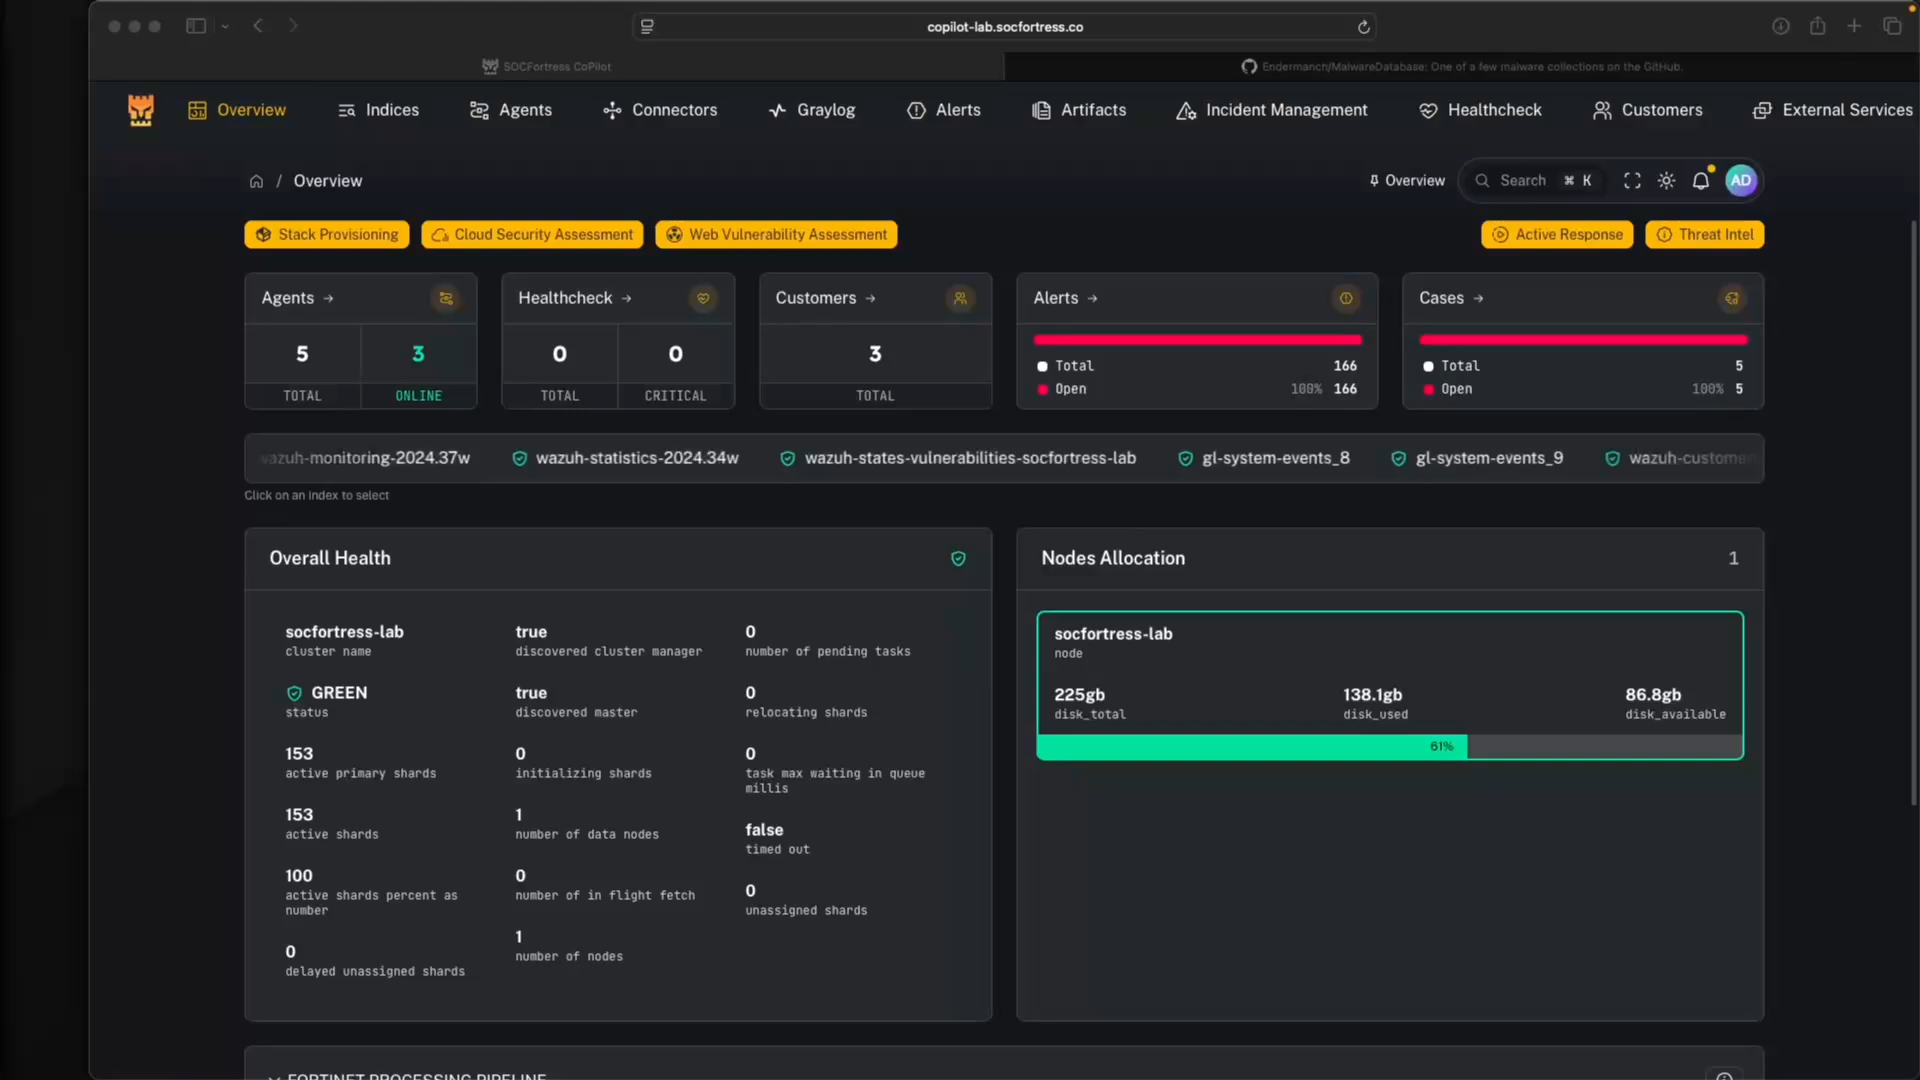 copilot-lab.socfortress.co
SOCFortress CoPilot
Endermanch/MalwareDatabase: One of a few malware collections on the GitHub.
Overview
Indices
Agents
Connectors
Graylog
Alerts
Artifacts
Incident Management
Healthcheck
Customers
External Services
/ Overview
Overview
Search ⌘ K
AD
Stack Provisioning
Cloud Security Assessment
Web Vulnerability Assessment
Active Response
Threat Intel
Agents →
5
TOTAL
3
ONLINE
Healthcheck →
0
TOTAL
0
CRITICAL
Customers →
3
TOTAL
Alerts →
Total 166
Open 100% 166
Cases →
Total 5
Open 100% 5
wazuh-monitoring-2024.37w
wazuh-statistics-2024.34w
wazuh-states-vulnerabilities-socfortress-lab
gl-system-events_8
gl-system-events_9
wazuh-custome
Click on an index to select
Overall Health
socfortress-lab
cluster name
GREEN
status
153
active primary shards
153
active shards
100
active shards percent as
number
0
delayed unassigned shards
true
discovered cluster manager
true
discovered master
0
initializing shards
1
number of data nodes
0
number of in flight fetch
1
number of nodes
0
number of pending tasks
0
relocating shards
0
task max waiting in queue
millis
false
timed out
0
unassigned shards
Nodes Allocation
1
socfortress-lab
node
225gb
disk_total
138.1gb
disk_used
86.8gb
disk_available
61%
FORTINET PROCESSING PIPELINE